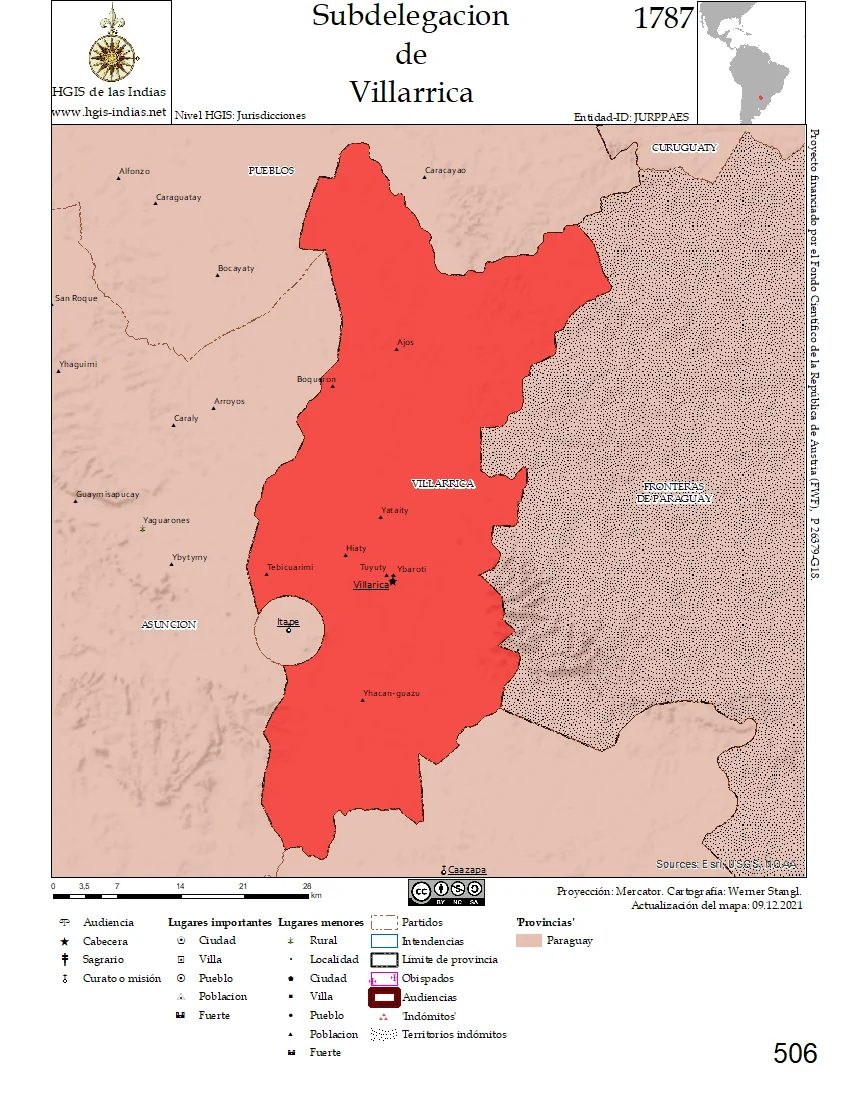 Subdelegacion
de
Villarrica
1787
HGIS de las Indias
www.hgis-indias.net
Nivel HGIS: Jurisdicciones
Entidad-ID: JURPPAES
Proyecto financiado por el Fondo Científico de la República de Austria (FWF), P 26379-G18.
CURUGUATY
Alfonzo
PUEBLOS
Caracayao
Caraguatay
Bocayaty
San Roque
Ajos
Yhaguimi
Boqueron
Arroyos
Caraly
VILLARRICA
FRONTERAS
DE PARAGUAY
Guaymisapucay
Yataity
Yaguarones
Hiaty
Ybytymy
Tebicuarimi
Tuyuty
Ybaroti
Villarica
Itape
ASUNCION
Yhacan-guazu
Caazapa
Sources: Esri, USGS, NOAA
0 3,5 7 14 21 28
km
CC BY NC SA
Proyección: Mercator. Cartografía: Werner Stangl.
Actualización del mapa: 09.12.2021
Audiencia
Cabecera
Sagrario
Curato o misión
Lugares importantes
Ciudad
Villa
Pueblo
Poblacion
Fuerte
Lugares menores
Rural
Localidad
Ciudad
Villa
Pueblo
Poblacion
Fuerte
Partidos
Intendencias
Límite de provincia
Obispados
Audiencias
'Indómitos'
Territorios indómitos
'Provincias'
Paraguay
506